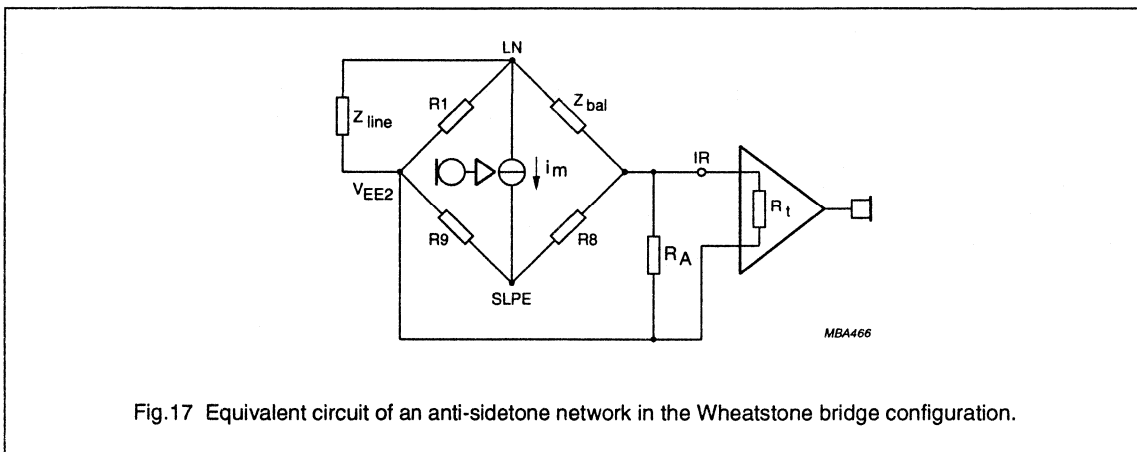 LN
R1
Z bal
Z line
IR
i m
R t
V EE2
R9
R8
R A
SLPE
MBA466
Fig.17 Equivalent circuit of an anti-sidetone network in the Wheatstone bridge configuration.